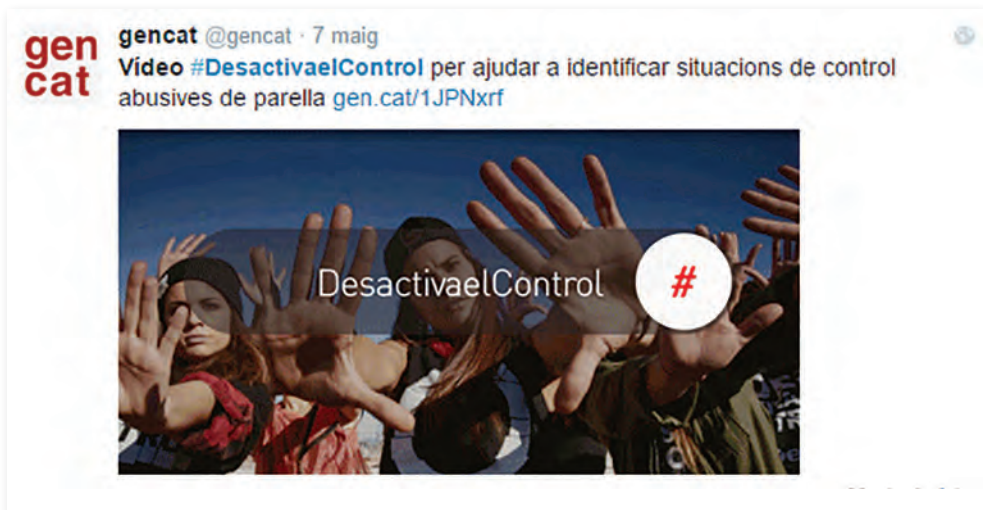 gen
cat
gencat @gencat · 7 maig
Vídeo #DesactivaelControl per ajudar a identificar situacions de control
abusives de parella gen.cat/1JPNxrf
DesactivaelControl #